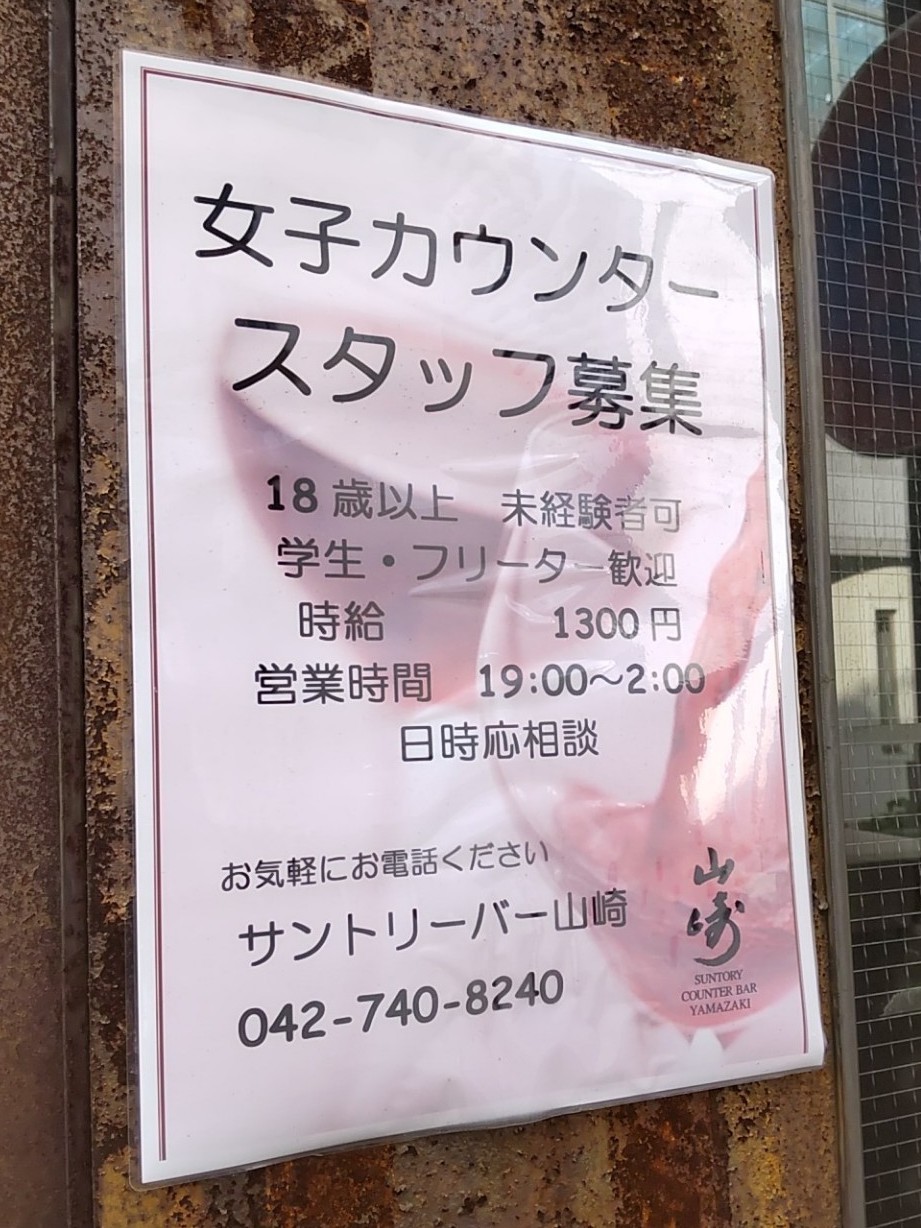 女子カウンター
スタッフ募集
18歳以上　未経験者可
学生・フリーター歓迎
時給　1300円
営業時間　19:00～2:00
日時応相談
お気軽にお電話ください
サントリーバー山崎
042-740-8240
山崎
SUNTORY
COUNTER BAR
YAMAZAKI